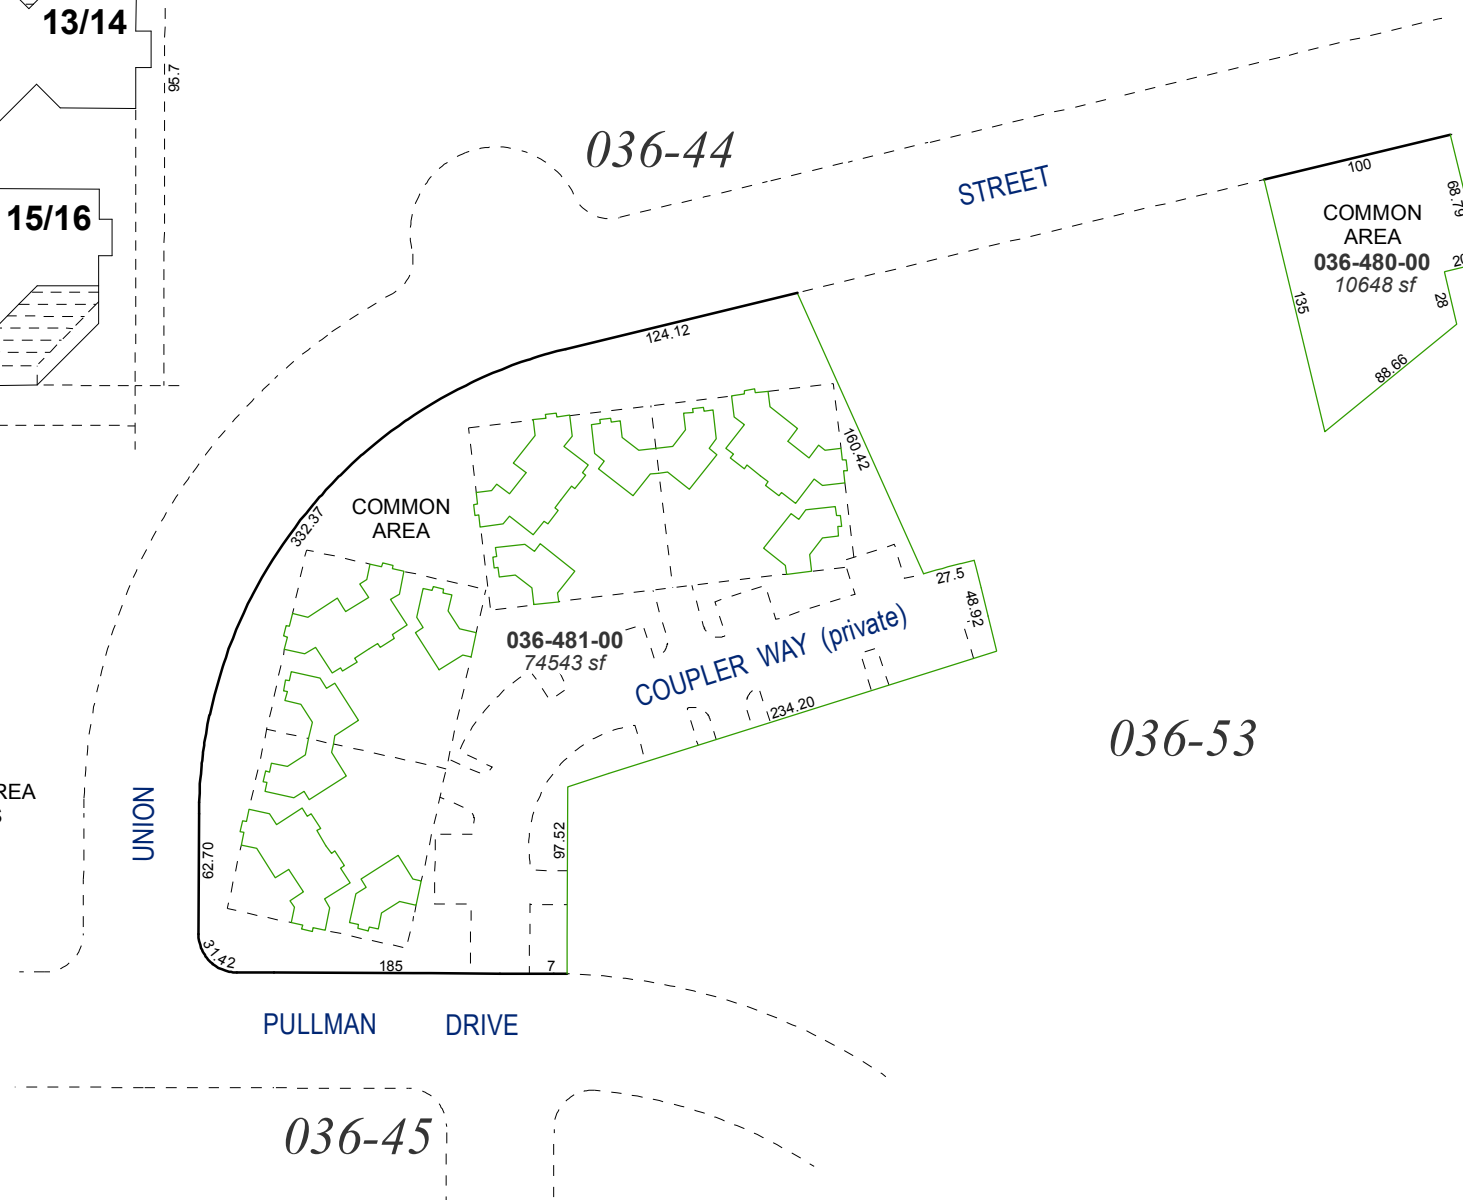 13/14
95.7
036-44
STREET
100
68.79
COMMON
AREA
036-480-00
10648 sf
20
28
135
88.66
15/16
124.12
160.42
332.37
COMMON
AREA
27.5
48.92
036-481-00
74543 sf
COUPLER WAY (private)
234.20
036-53
REA
UNION
62.70
97.52
31.42
185
7
PULLMAN DRIVE
036-45